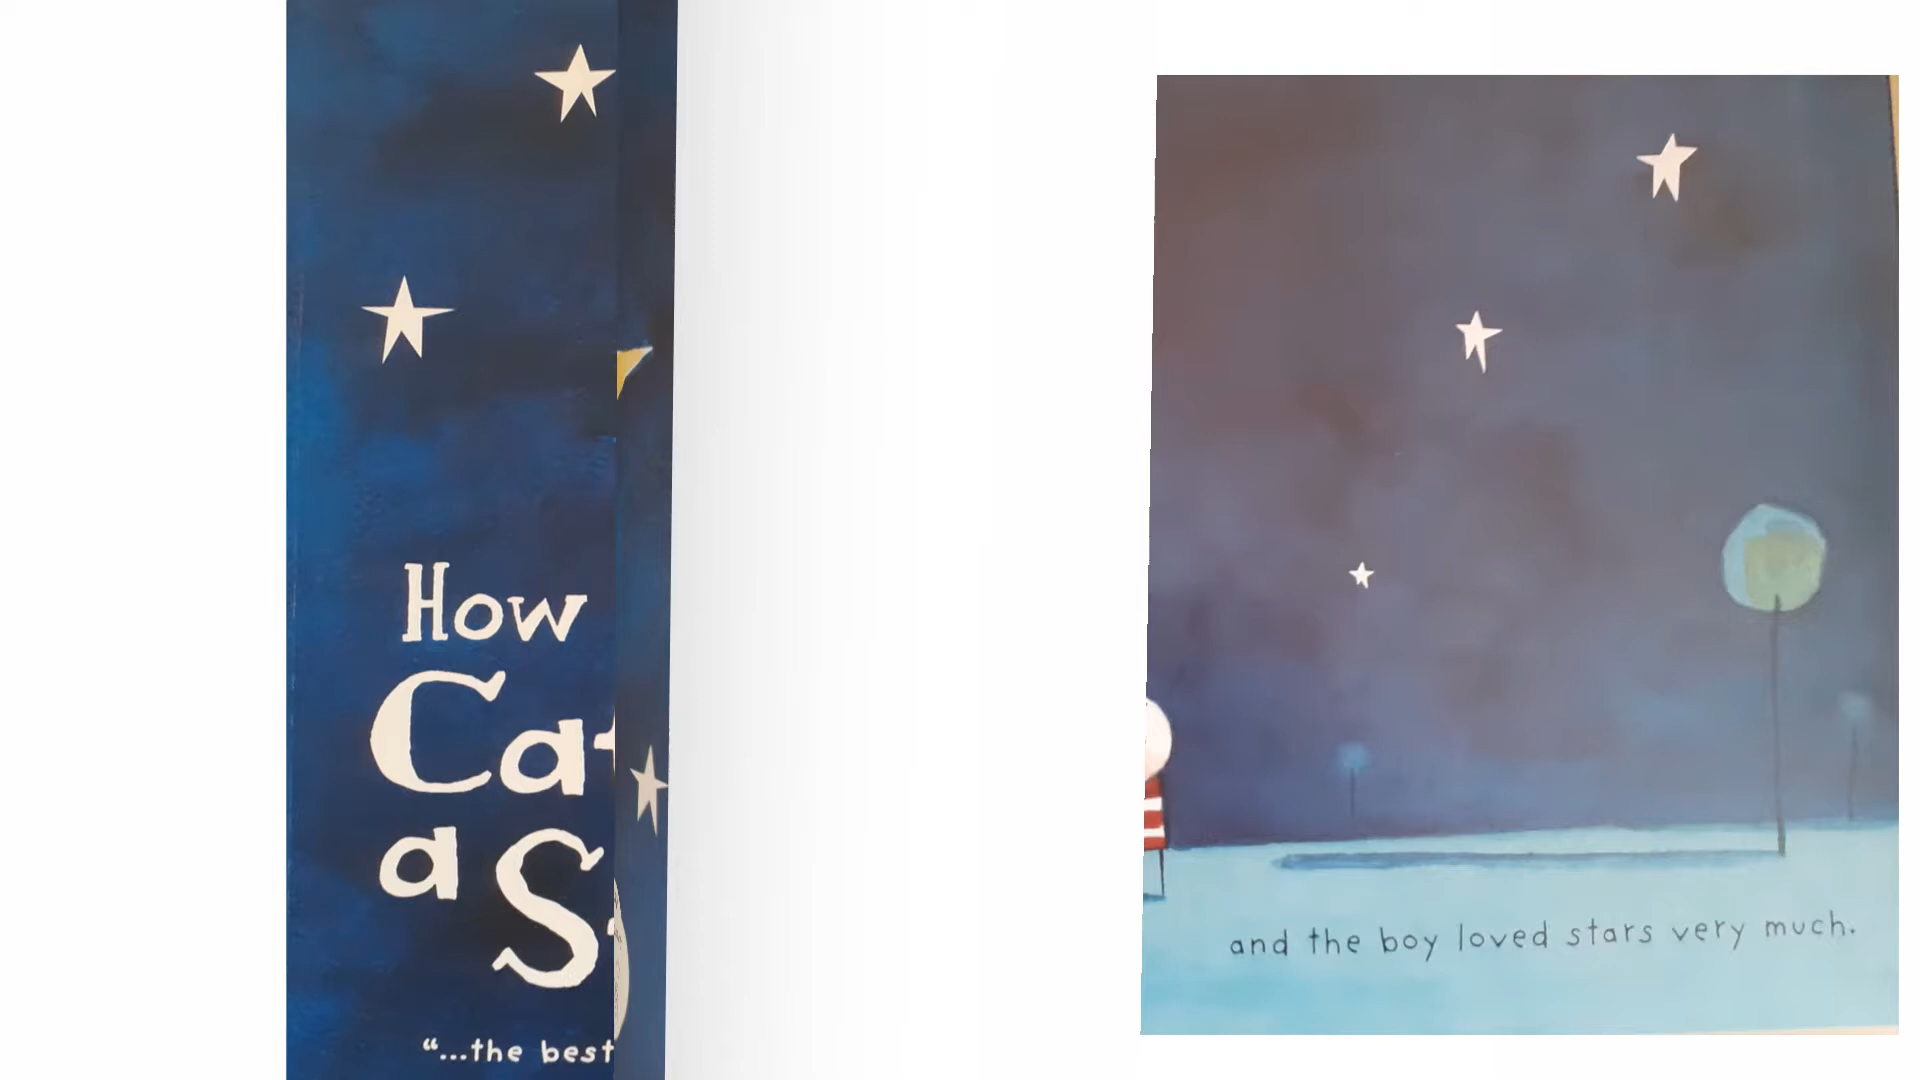 How
Ca
a S
“...the best
and the boy loved stars very much.